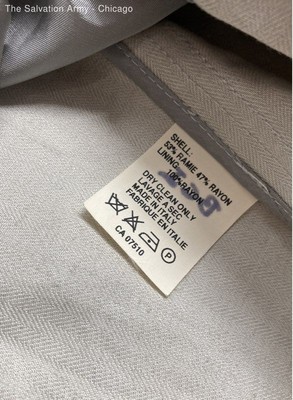 The Salvation Army - Chicago
SHELL:
53% RAMIE 47% RAYON
LINING:
100% RAYON
DRY CLEAN ONLY
LAVAGE A SEC
MADE IN ITALY
FABRIQUE EN ITALIE
P
CA 07510